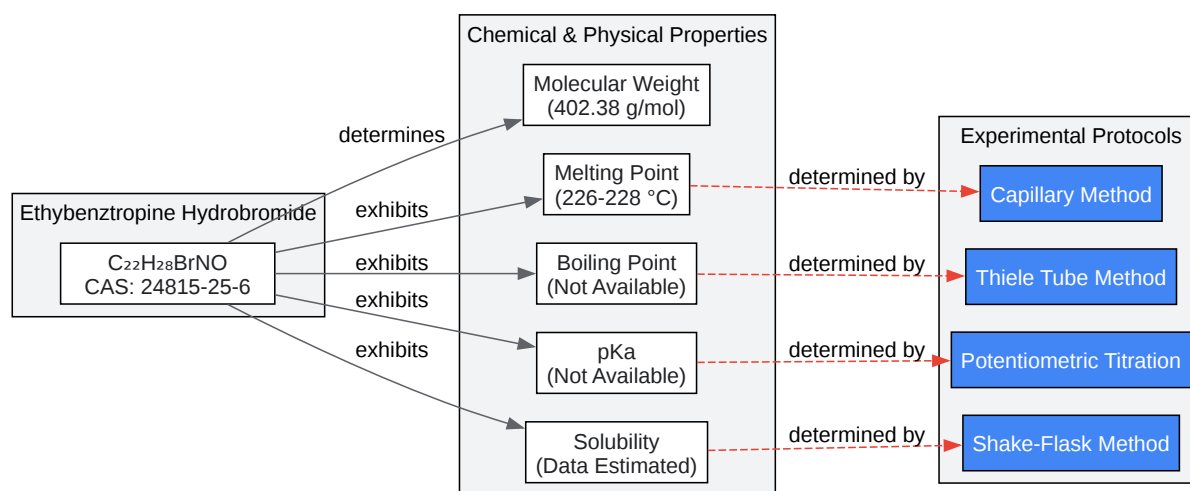 Ethybenztropine Hydrobromide
C₂₂H₂₈BrNO
CAS: 24815-25-6
determines
exhibits
exhibits
exhibits
exhibits
Chemical & Physical Properties
Molecular Weight
(402.38 g/mol)
Melting Point
(226-228 °C)
Boiling Point
(Not Available)
pKa
(Not Available)
Solubility
(Data Estimated)
determined by
determined by
determined by
determined by
Experimental Protocols
Capillary Method
Thiele Tube Method
Potentiometric Titration
Shake-Flask Method